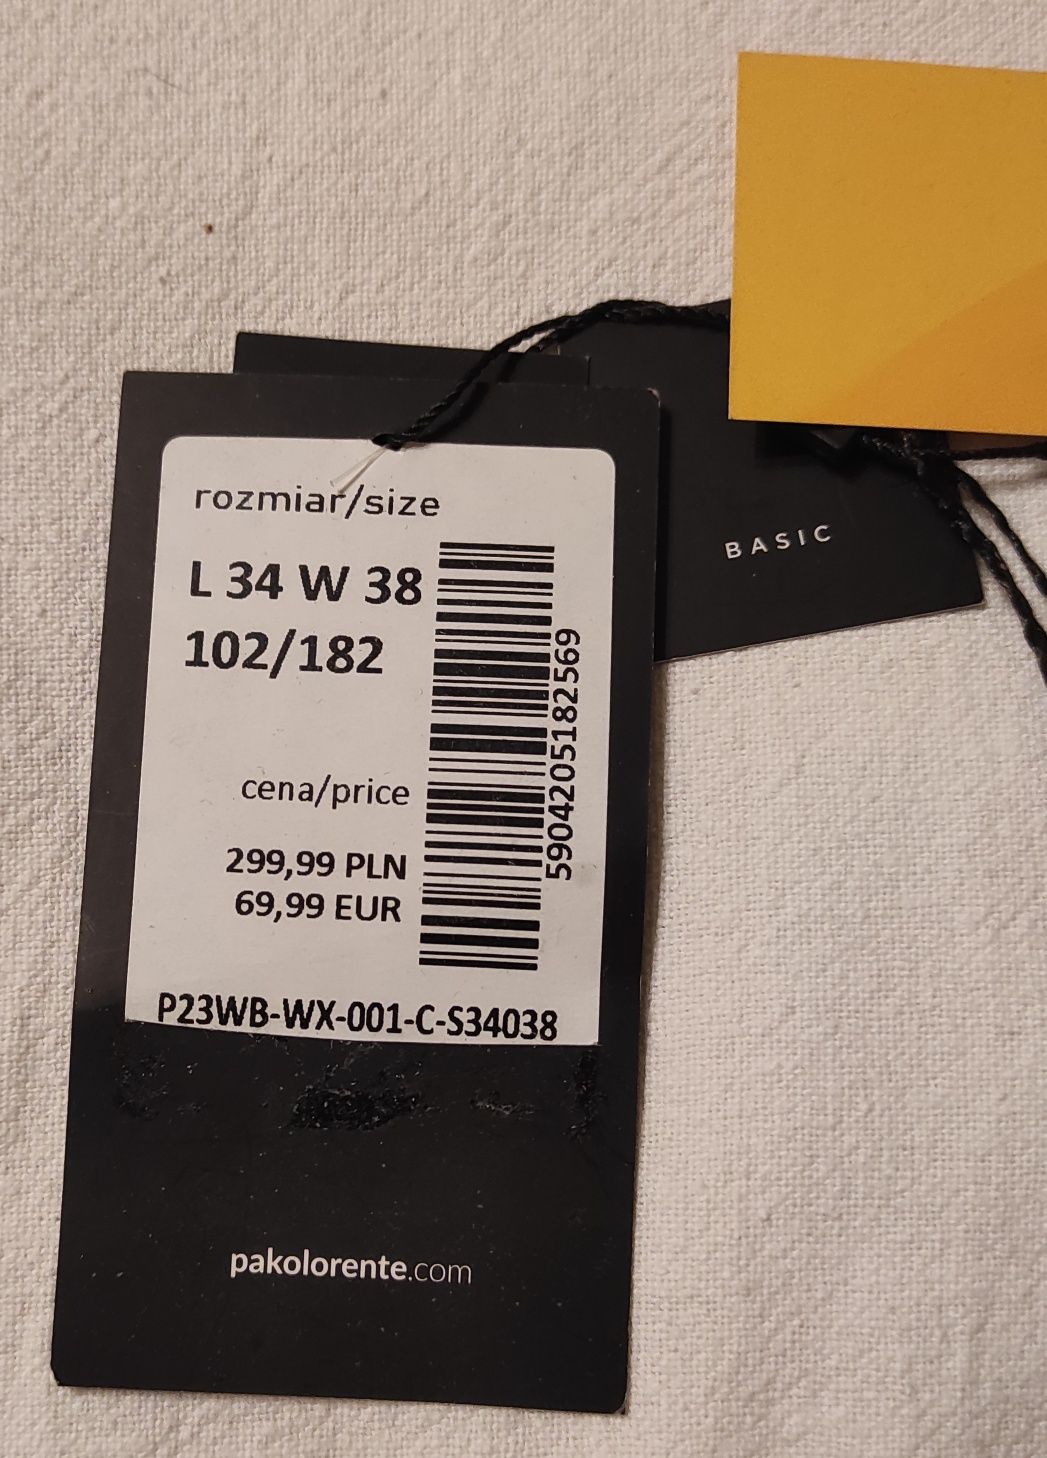 rozmiar/size
L 34 W 38
102/182
5904205182569
cena/price
299,99 PLN
69,99 EUR
P23WB-WX-001-C-S34038
pakolorente.com
BASIC